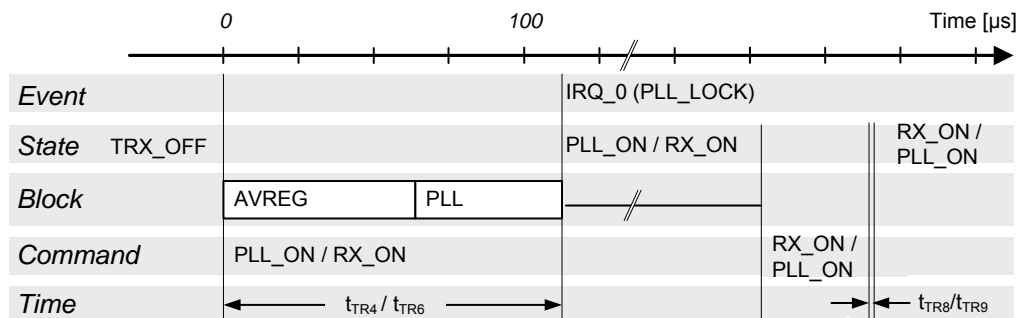 0 100 Time [µs]
Event IRQ_0 (PLL_LOCK)
State TRX_OFF PLL_ON / RX_ON RX_ON /
PLL_ON
Block AVREG PLL
Command PLL_ON / RX_ON RX_ON /
PLL_ON
Time tTR4 / tTR6 tTR8/tTR9